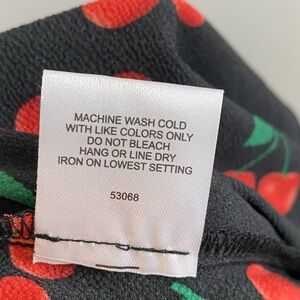 MACHINE WASH COLD
WITH LIKE COLORS ONLY
DO NOT BLEACH
HANG OR LINE DRY
IRON ON LOWEST SETTING
53068